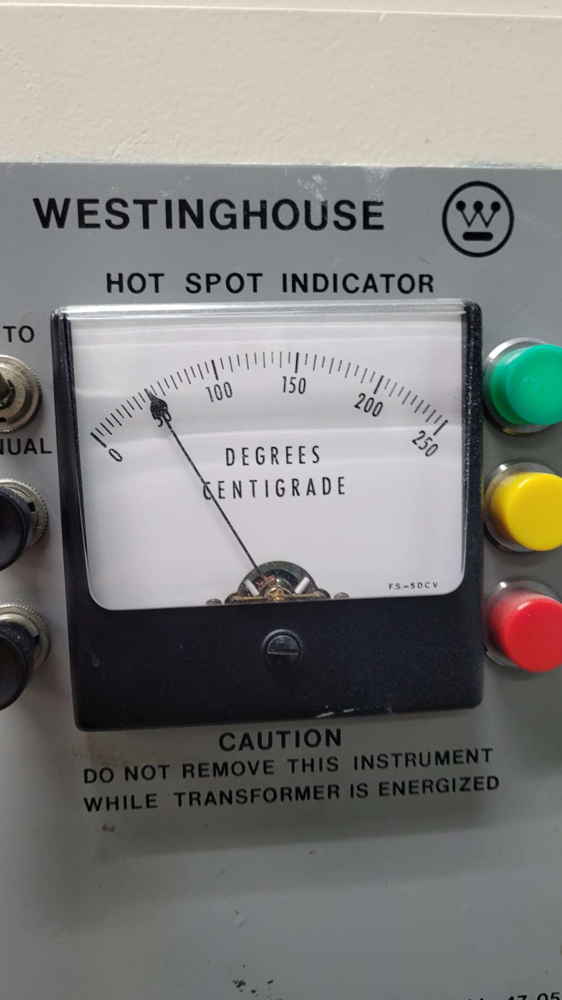 WESTINGHOUSE
HOT SPOT INDICATOR
TO
NUAL
0 50 100 150 200 250
DEGREES
CENTIGRADE
F.S.-5DCV
CAUTION
DO NOT REMOVE THIS INSTRUMENT
WHILE TRANSFORMER IS ENERGIZED